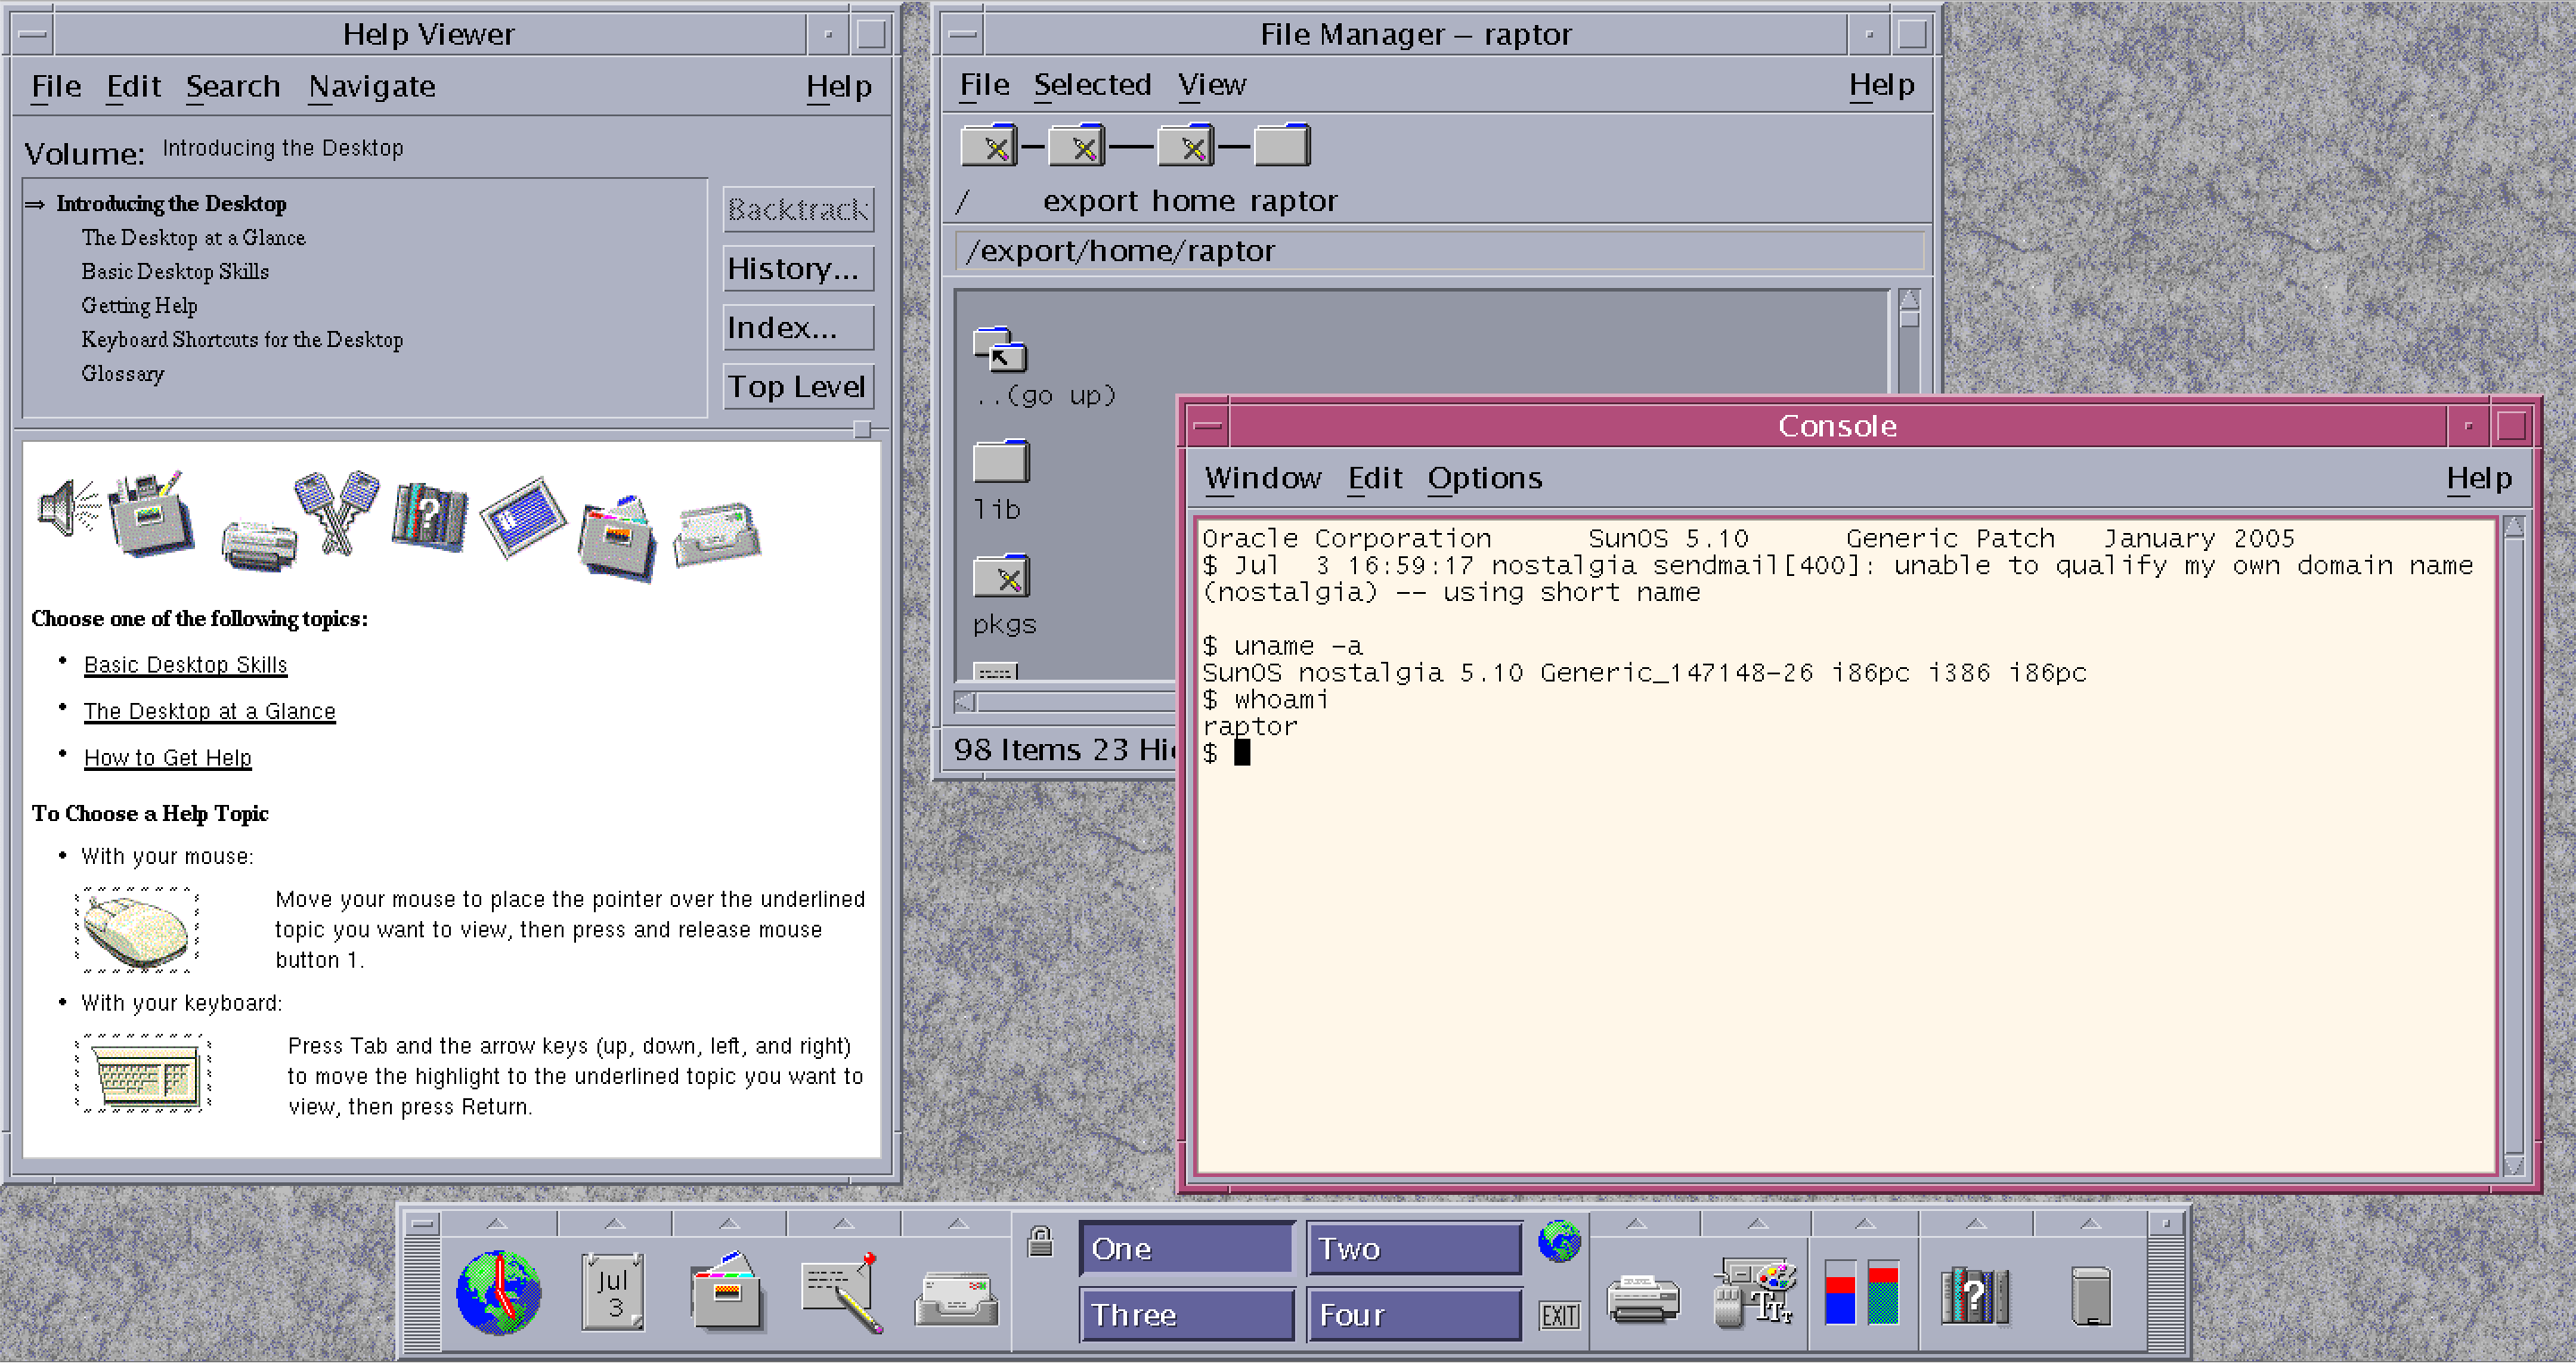 Help Viewer
File Edit Search Navigate Help
Volume: Introducing the Desktop
⇒ Introducing the Desktop
The Desktop at a Glance
Basic Desktop Skills
Getting Help
Keyboard Shortcuts for the Desktop
Glossary
Backtrack
History...
Index...
Top Level
?
Choose one of the following topics:
• Basic Desktop Skills
• The Desktop at a Glance
• How to Get Help
To Choose a Help Topic
• With your mouse:
Move your mouse to place the pointer over the underlined
topic you want to view, then press and release mouse
button 1.
• With your keyboard:
Press Tab and the arrow keys (up, down, left, and right)
to move the highlight to the underlined topic you want to
view, then press Return.
File Manager – raptor
File Selected View Help
/ export home raptor
/export/home/raptor
..(go up)
lib
pkgs
98 Items 23
Console
Window Edit Options Help
Oracle Corporation      SunOS 5.10      Generic Patch   January 2005
$ Jul  3 16:59:17 nostalgia sendmail[400]: unable to qualify my own domain name
(nostalgia) -- using short name
$ uname -a
SunOS nostalgia 5.10 Generic_147148-26 i86pc i386 i86pc
$ whoami
raptor
$
Jul
3
One
Two
Three
Four
EXIT
?